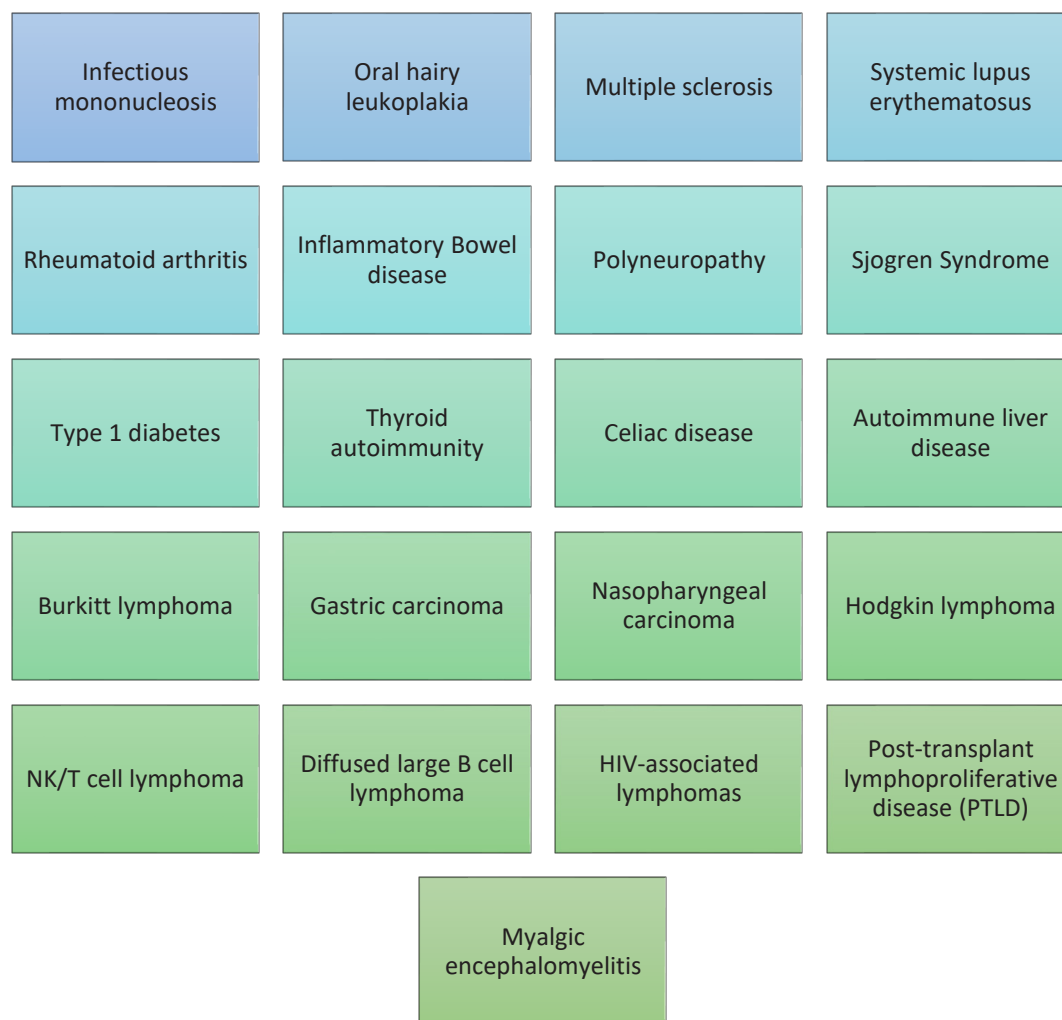 Infectious
mononucleosis
Oral hairy
leukoplakia
Multiple sclerosis
Systemic lupus
erythematosus
Rheumatoid arthritis
Inflammatory Bowel
disease
Polyneuropathy
Sjogren Syndrome
Type 1 diabetes
Thyroid
autoimmunity
Celiac disease
Autoimmune liver
disease
Burkitt lymphoma
Gastric carcinoma
Nasopharyngeal
carcinoma
Hodgkin lymphoma
NK/T cell lymphoma
Diffused large B cell
lymphoma
HIV-associated
lymphomas
Post-transplant
lymphoproliferative
disease (PTLD)
Myalgic
encephalomyelitis